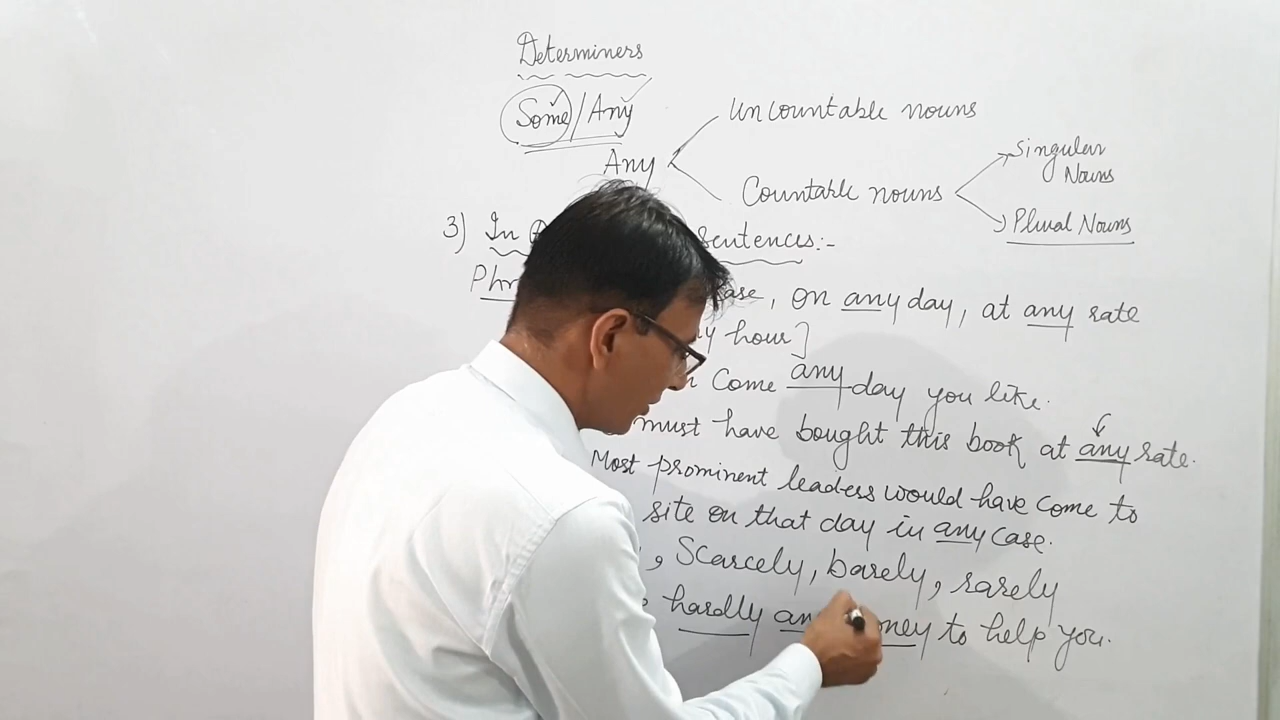 Determiners
Some/Any
Any
Uncountable nouns
Countable nouns
Singular
Nouns
Plural Nouns
3) In sentences:-
on any day, at any rate
hour]
Come any day you like.
must have bought this book at any rate.
Most prominent leaders would have come to
site on that day in any case.
, Scarcely, barely, rarely
hardly any money to help you.